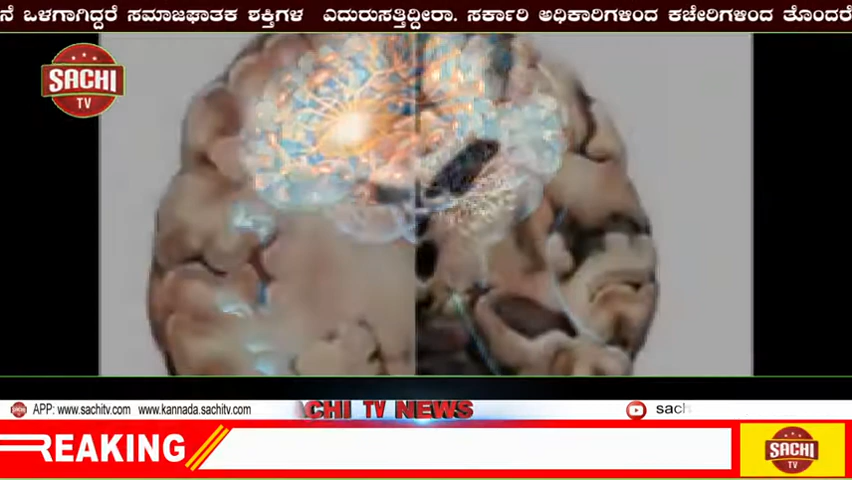 ನೆ ಒಳಗಾಗಿದ್ದರೆ ಸಮಾಜಘಾತಕ ಶಕ್ತಿಗಳ ಎದುರುಸತ್ತಿದ್ದೀರಾ. ಸರ್ಕಾರಿ ಅಧಿಕಾರಿಗಳಿಂದ ಕಚೇರಿಗಳಿಂದ ತೊಂದರೆ
SACHI
TV
APP: www.sachitv.com www.kannada.sachitv.com
CHI TV NEWS
sach
REAKING
SACHI
TV